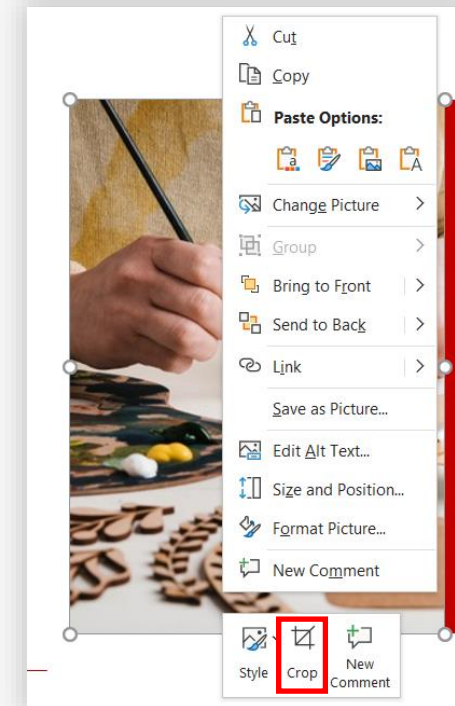 Cut
Copy
Paste Options:
Change Picture
Group
Bring to Front
Send to Back
Link
Save as Picture...
Edit Alt Text...
Size and Position...
Format Picture...
New Comment
Style
Crop
New
Comment